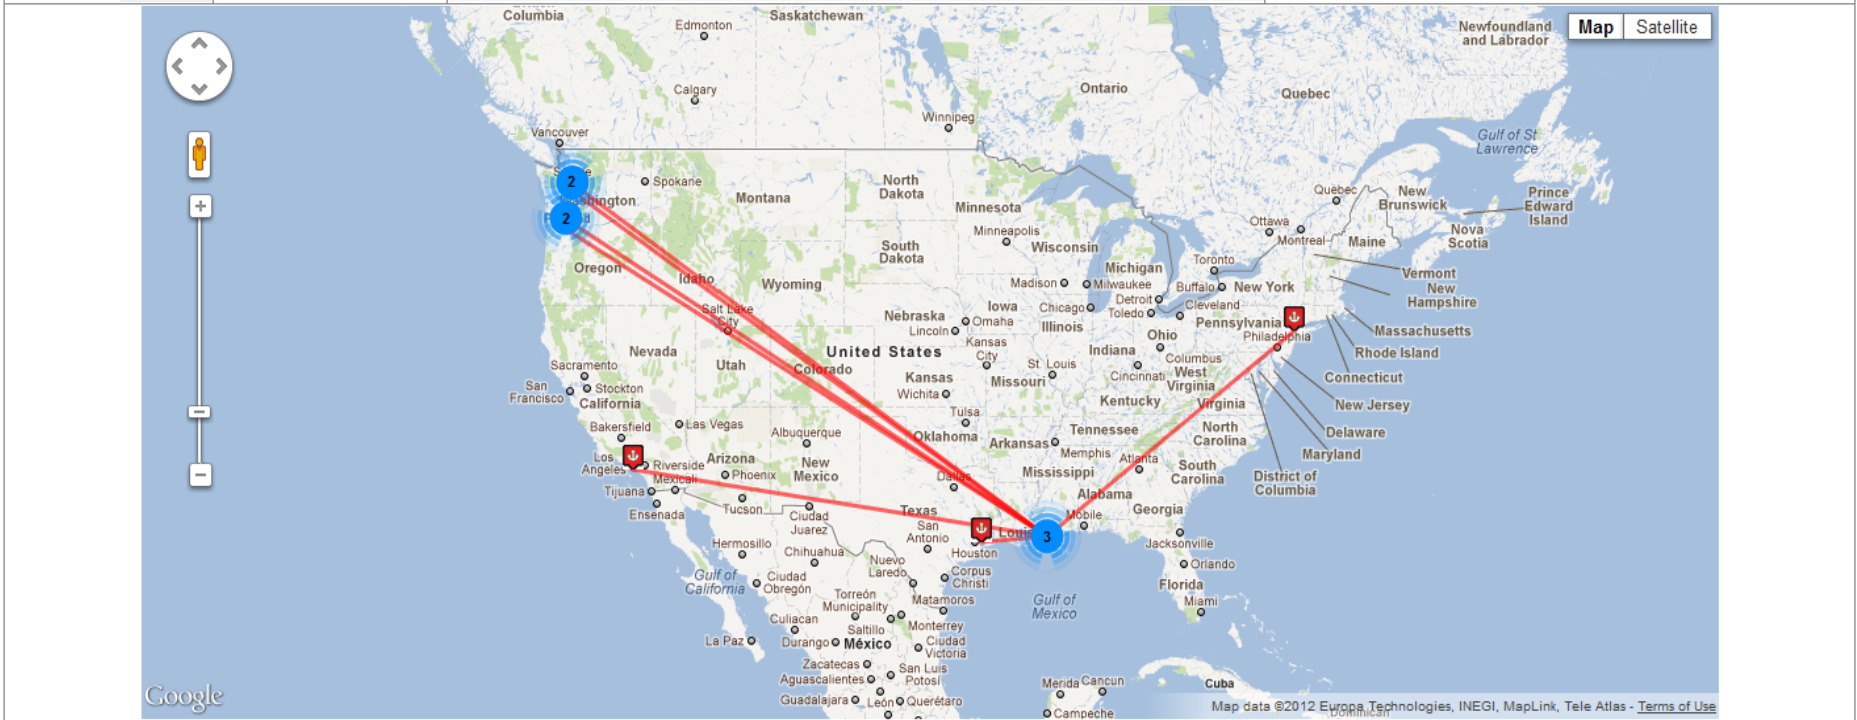 Columbia
Saskatchewan
Edmonton
Newfoundland
and Labrador
Map
Satellite
Calgary
Ontario
Quebec
Winnipeg
Vancouver
Gulf of St
Lawrence
2
Spokane
North
Dakota
Montana
Minnesota
Quebec
New
Brunswick
Prince
Edward
Island
2
Ottawa
Montreal
Maine
Nova
Scotia
Minneapolis
Wisconsin
South
Dakota
Oregon
Idaho
Wyoming
Michigan
Toronto
Vermont
New
Hampshire
Madison
Milwaukee
Buffalo
New York
Detroit
Cleveland
Toledo
Iowa
Chicago
Salt Lake
City
Nebraska
Omaha
Lincoln
Illinois
Ohio
Pennsylvania
Philadelphia
Massachusetts
Rhode Island
Kansas
City
Nevada
Utah
United States
Colorado
Indiana
Columbus
St Louis
Cincinnati
West
Virginia
Connecticut
Sacramento
Stockton
San
Francisco
California
Kansas
Wichita
Missouri
Kentucky
Virginia
New Jersey
Tulsa
Las Vegas
Bakersfield
Albuquerque
Oklahoma
Arkansas
Tennessee
Memphis
North
Carolina
Delaware
Maryland
Los
Angeles
Riverside
Arizona
Phoenix
New
Mexico
Dallas
Mississippi
Atlanta
South
Carolina
District of
Columbia
Tijuana
Mexicali
Ensenada
Tucson
Ciudad
Juarez
Texas
Alabama
Georgia
Mobile
San
Antonio
3
Houston
Jacksonville
Hermosillo
Chihuahua
Nuevo
Laredo
Corpus
Christi
Orlando
Florida
Gulf of
California
Ciudad
Obregón
Torreón
Municipality
Matamoros
Gulf of
Mexico
Miami
Culiacan
Saltillo
Monterrey
La Paz
Durango
México
Ciudad
Victoria
Zacatecas
San Luis
Potosí
Aguascalientes
Guadalajara
León
Querétaro
Merida
Cancun
Campeche
Cuba
Google
Map data ©2012 Europa Technologies, INEGI, MapLink, Tele Atlas - Terms of Use